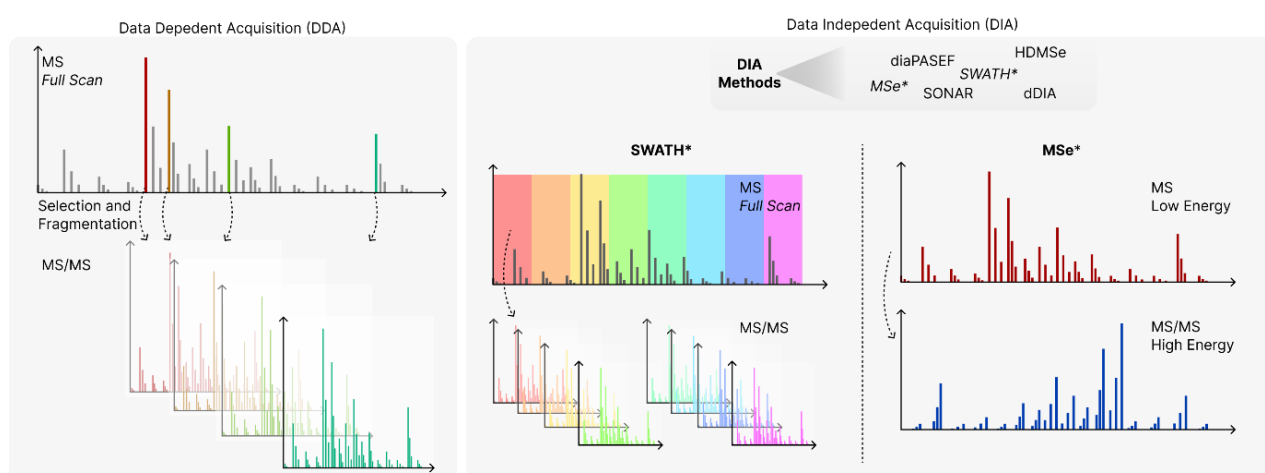 Data Depedent Acquisition (DDA)
MS
Full Scan
Selection and
Fragmentation
MS/MS
Data Indepedent Acquisition (DIA)
DIA
Methods
diaPASEF
HDMSe
MSe*
SWATH*
SONAR
dDIA
SWATH*
MS
Full Scan
MS/MS
MSe*
MS
Low Energy
MS/MS
High Energy